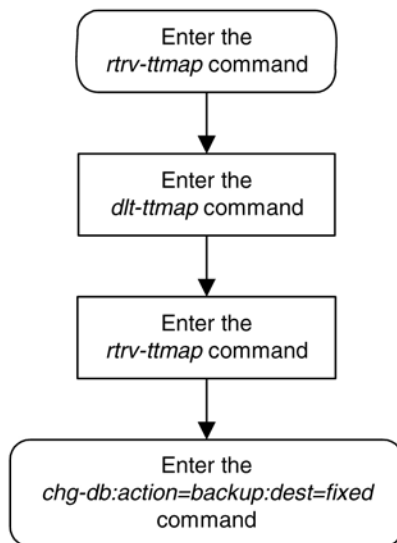 Enter the
rtrv-ttmap command
Enter the
dlt-ttmap command
Enter the
rtrv-ttmap command
Enter the
chg-db:action=backup:dest=fixed
command